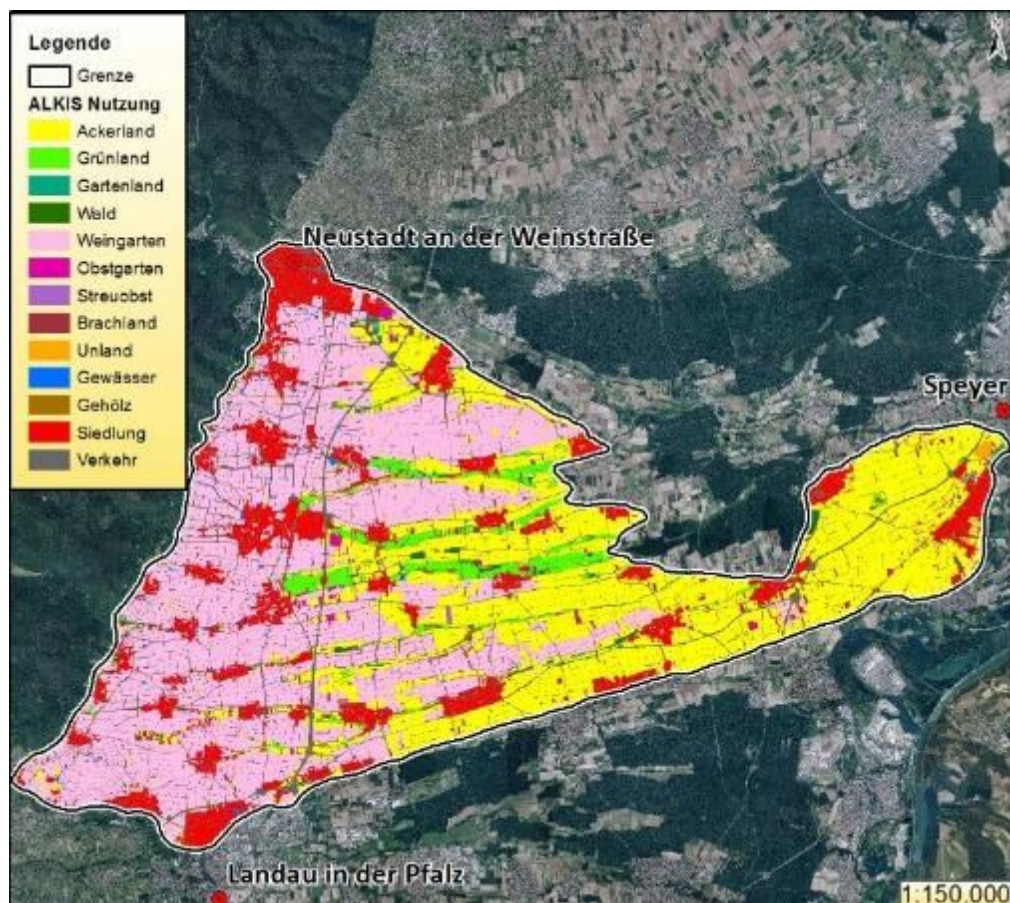 Legende
Grenze
ALKIS Nutzung
Ackerland
Grünland
Gartenland
Wald
Weingarten
Obstgarten
Streuobst
Brachland
Unland
Gewässer
Gehölz
Siedlung
Verkehr
Neustadt an der Weinstraße
Speyer
Landau in der Pfalz
1:150.000